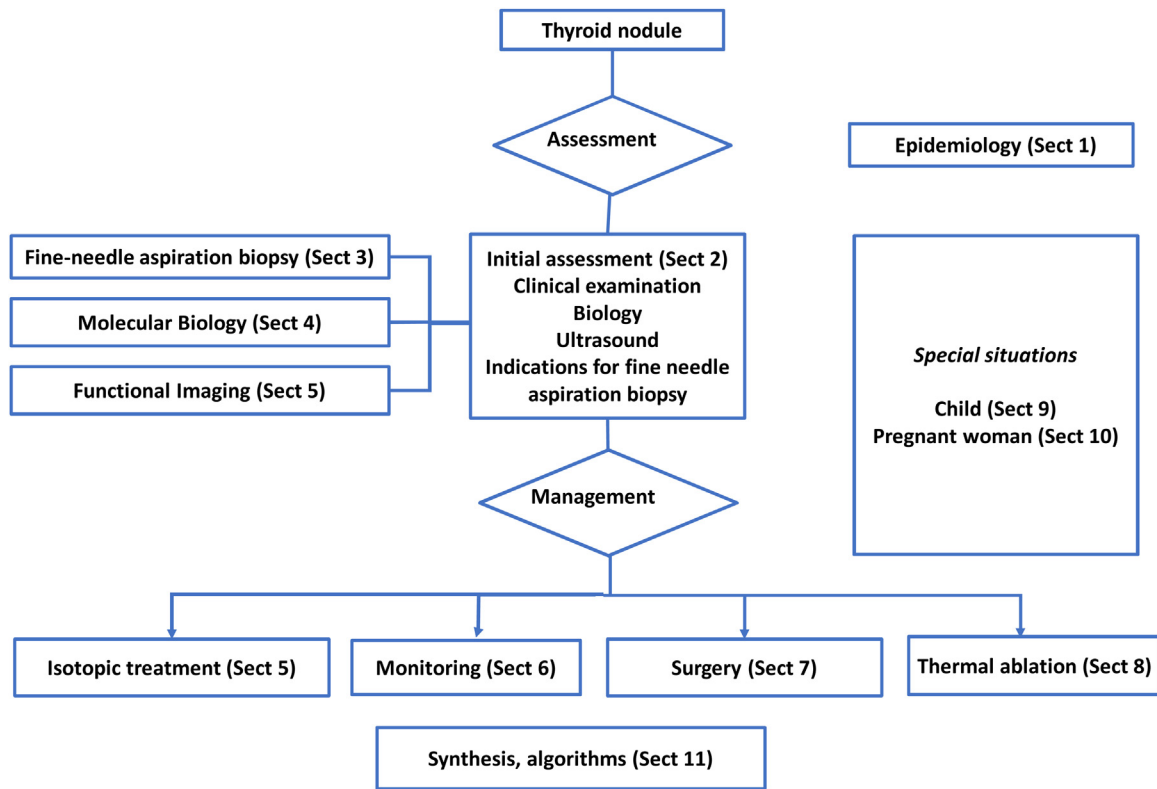 Thyroid nodule
Assessment
Epidemiology (Sect 1)
Fine-needle aspiration biopsy (Sect 3)
Molecular Biology (Sect 4)
Functional Imaging (Sect 5)
Initial assessment (Sect 2)
Clinical examination
Biology
Ultrasound
Indications for fine needle
aspiration biopsy
Special situations
Child (Sect 9)
Pregnant woman (Sect 10)
Management
Isotopic treatment (Sect 5)
Monitoring (Sect 6)
Surgery (Sect 7)
Thermal ablation (Sect 8)
Synthesis, algorithms (Sect 11)